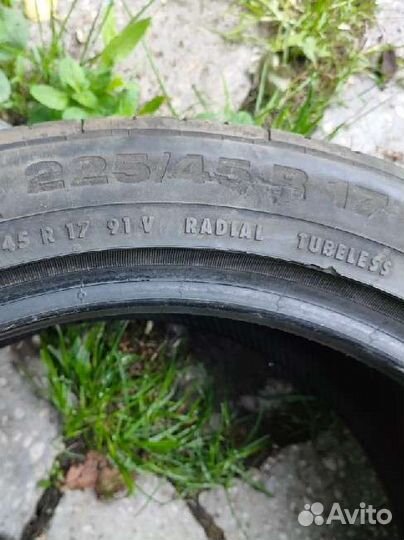 225/45 R 17
45 R 17 91 V RADIAL TUBELESS
Avito